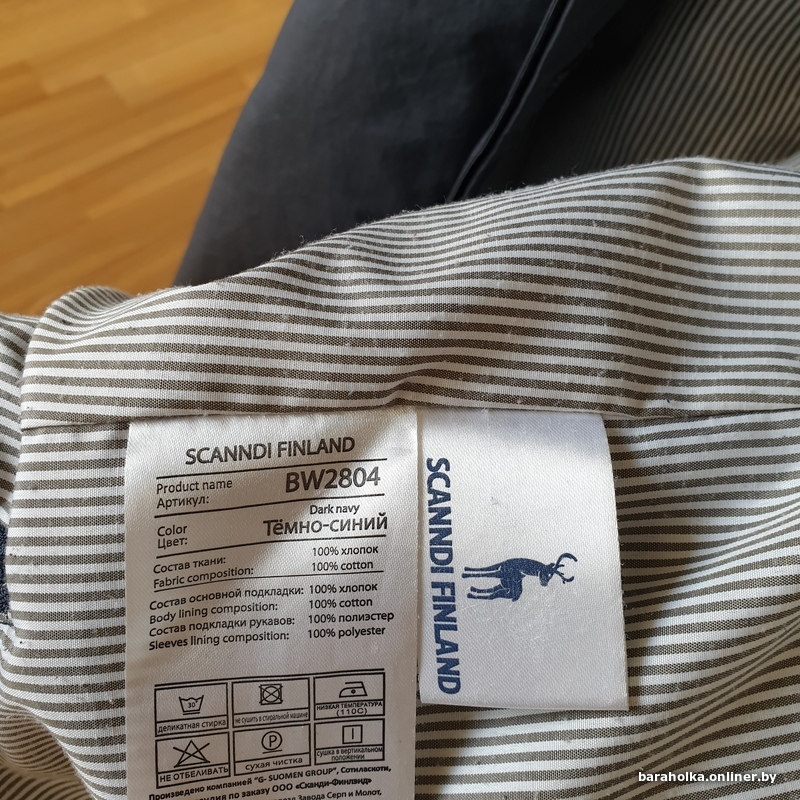 SCANNDI FINLAND
Product name
Артикул:
BW2804
Color
Цвет:
Dark navy
Тёмно-синий
Состав ткани: 100% хлопок
Fabric composition: 100% cotton
Состав основной подкладки: 100% хлопок
Body lining composition: 100% cotton
Состав подкладки рукавов: 100% полиэстер
Sleeves lining composition: 100% polyester
30
деликатная стирка
не сушить в стиральной машине
НИЗКАЯ ТЕМПЕРАТУРА
(110С)
НЕ ОТБЕЛИВАТЬ
P
сухая чистка
сушка в вертикальном
положении
Произведено компанией "G- SUOMEN GROUP", Сотиласкоти,
по заказу ООО «Сканди-Финланд»
Завода Серп и Молот,
SCANNDI FINLAND
baraholka.onliner.by